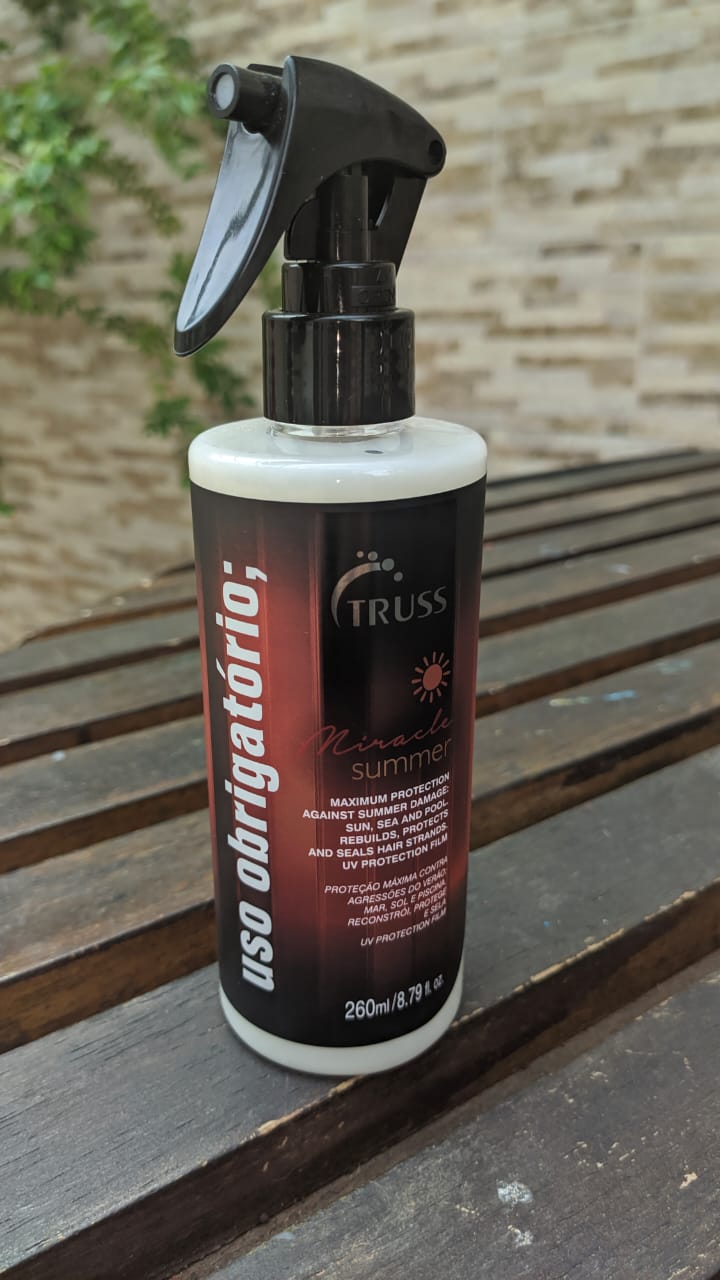 uso obrigatório;
TRUSS
Miracle
summer
MAXIMUM PROTECTION
AGAINST SUMMER DAMAGE:
SUN, SEA AND POOL.
REBUILDS, PROTECTS
AND SEALS HAIR STRANDS.
UV PROTECTION FILM
PROTEÇÃO MÁXIMA CONTRA
AGRESSÕES DO VERÃO:
MAR, SOL E PISCINA.
RECONSTRÓI, PROTEGE
E SELA
UV PROTECTION FILM
260ml/8.79 fl. oz.